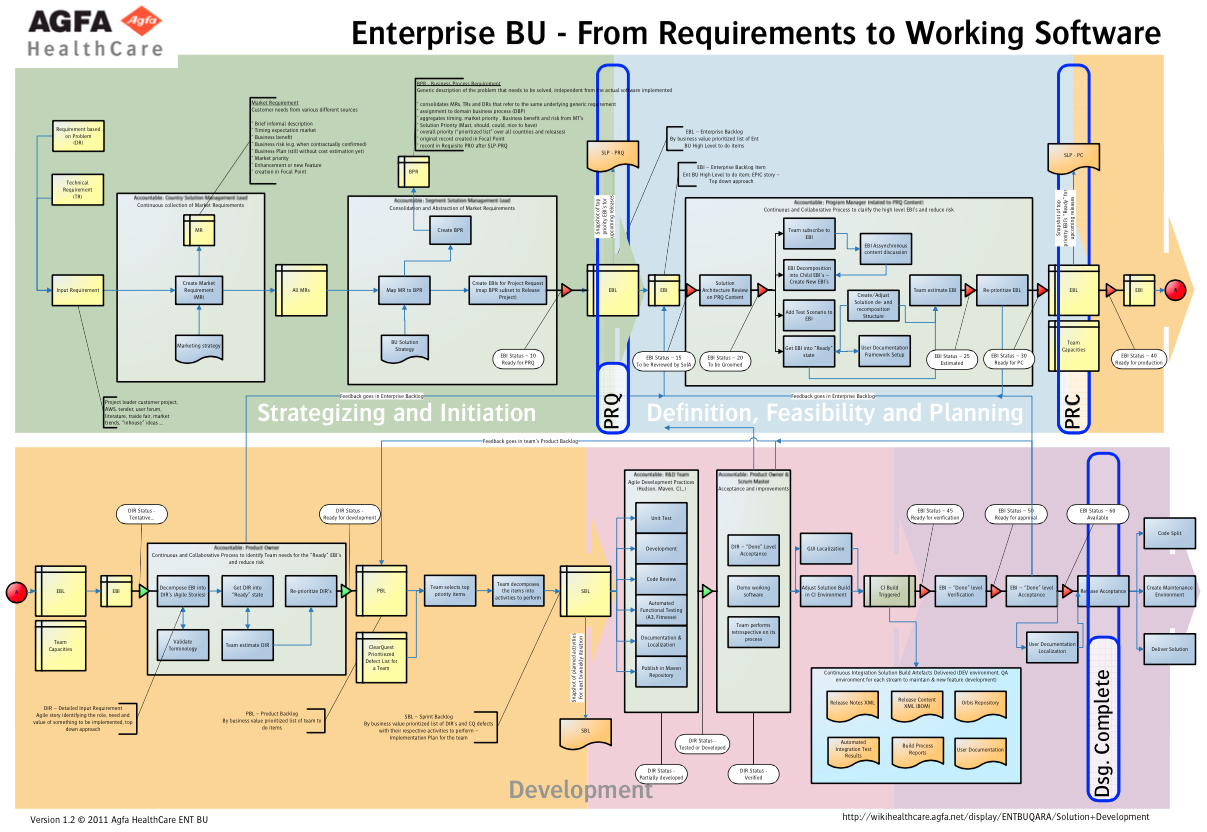 AGFA
Agfa
HealthCare
Enterprise BU - From Requirements to Working Software
Requirement based
on Problem
(DR)
Technical
Requirement
(TR)
Input Requirement
Project leader customer project,
AWS, tender, user forum,
literature, traide fair, market
trends, "inhouse" ideas ...
Market Requirement
Customer needs from various different sources
* Brief informal description
* Timing expectation market
* Business benefit
* Business risk (e.g. when contractually confirmed)
* Business Plan (still without cost estimation yet)
* Market priority
* Enhancement or new Feature
* creation in Focal Point
Accountable: Country Solution Management Lead
Continuous collection of Market Requirements
MR
Create Market
Requirement
(MR)
Marketing strategy
All MRs
BPR – Business Process Requirement
Generic description of the problem that needs to be solved, independent from the actual software implemented
* consolidates MRs, TRs and DRs that refer to the same underlying generic requirement
* assignment to domain business process (DBP)
* aggregates timing, market priority , Business benefit and risk from MT's
* Solution Priority (Must, should, could, nice to have)
* overall priority ("prioritized list" over all countries and releases)
* original record created in Focal Point
* record in Requisite PRO after SLP-PRQ
BPR
Accountable: Segment Solution Management Lead
Consolidation and Abstraction of Market Requirements
Create BPR
Map MR to BPR
Create EBIs for Project Request
(map BPR subset to Release
Project)
BU Solution
Strategy
EBI Status – 10
Ready for PRQ
SLP - PRQ
Snapshot of top
priority EBI's for
upcoming releases
EBL
PRQ
EBL – Enterprise Backlog
By business value prioritized list of Ent
BU High Level to do items
EBI – Enterprise Backlog Item
Ent BU High Level to do item; EPIC story –
Top down approach
EBI
EBI Status – 15
To be Reviewed by SolA
EBI Status – 20
To be Groomed
Accountable: Program Manager (related to PRQ Content)
Continuous and Collaborative Process to clarify the high level EBI's and reduce risk
Solution
Architecture Review
on PRQ Content
Team subscribe to
EBI
EBI Assynchronous
content discussion
EBI Decomposition
into Child EBI's –
Create New EBI's
Add Test Scenario to
EBI
Create/Adjust
Solution de- and
recomposition
Structure
Get EBI into "Ready"
state
User Documentation
Framework Setup
Team estimate EBI
Re-prioritize EBL
EBI Status – 25
Estimated
EBI Status – 30
Ready for PC
SLP - PC
Snapshot of top
priority EBI's "Ready" for
upcoming releases
EBL
Team
Capacities
PRC
EBI
A
EBI Status – 40
Ready for production
Feedback goes in Enterprise Backlog
Feedback goes in Enterprise Backlog
Strategizing and Initiation
Definition, Feasibility and Planning
Feedback goes in team's Product Backlog
DIR Status -
Tentative...
DIR Status -
Ready for development
A
EBL
Team
Capacities
EBI
Accountable: Product Owner
Continuous and Collaborative Process to identify Team needs for the "Ready" EBI's
and reduce risk
Decompose EBI into
DIR's (Agile Stories)
Get DIR into
"Ready" state
Re-prioritize DIR's
Validate
Terminology
Team estimate DIR
PBL
ClearQuest
Prioritized
Defect List for
a Team
Team selects top
priority items
Team decomposes
the items into
activities to perform
SBL
Snapshot of planned activities
for next bi-weekly iteration
SBL
DIR – Detailed Input Requirement
Agile story identifying the role, need and
value of something to be implemented, top
down approach
PBL – Product Backlog
By business value prioritized list of team to
do items
SBL – Sprint Backlog
By business value prioritized list of DIR's and CQ defects
with their respective activities to perform –
Implementation Plan for the team
Accountable: R&D Team
Agile Development Practices
(Hudson, Maven, CI,..)
Unit Test
Development
Code Review
Automated
Functional Testing
(A3, Fitnesse)
Documentation &
Localization
Publish in Maven
Repository
DIR Status -
Partially developed
DIR Status -
Tested or Developed
DIR Status -
Verified
Accountable: Product Owner &
Scrum Master
Acceptance and improvements
DIR – "Done" Level
Acceptance
Demo working
software
Team performs
retrospective on its
process
GUI Localization
Adjust Solution Build
in CI Environment
CI Build
Triggered
EBI Status – 45
Ready for verification
EBI Status – 50
Ready for approval
EBI Status – 60
Available
EBI – "Done" level
Verification
EBI – "Done" level
Acceptance
Release Acceptance
User Documentation
Localization
Code Split
Create Maintenance
Environment
Deliver Solution
Dsg. Complete
Continuous Integration Solution Build Artefacts Delivered (DEV environment, QA
environment for each stream to maintain & new feature development)
Release Notes XML
Release Content
XML (BOM)
Orbis Repository
Automated
Integration Test
Results
Build Process
Reports
User Documentation
Development
Version 1.2 © 2011 Agfa HealthCare ENT BU
http://wikihealthcare.agfa.net/display/ENTBUQARA/Solution+Development